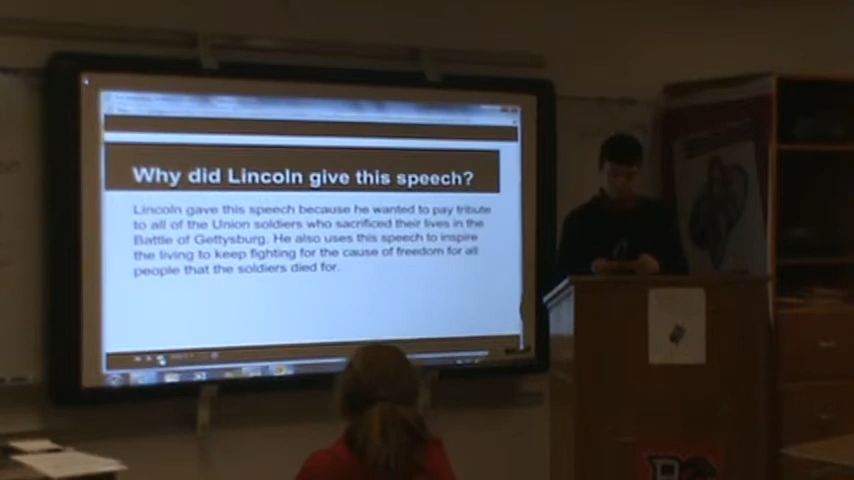 Why did Lincoln give this speech?
Lincoln gave this speech because he wanted to pay tribute
to all of the Union soldiers who sacrificed their lives in the
Battle of Gettysburg. He also uses this speech to inspire
the living to keep fighting for the cause of freedom for all
people that the soldiers died for.